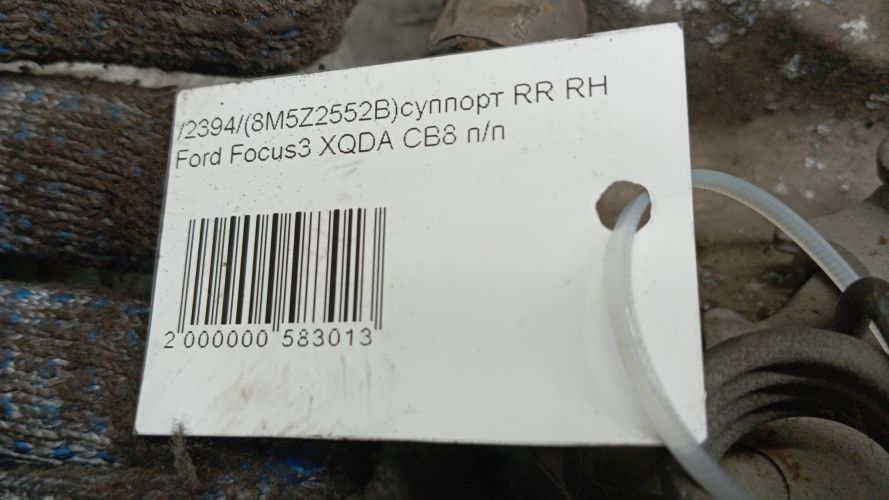 /2394/(8M5Z2552B)суппорт RR RH
Ford Focus3 XQDA CB8 п/п
2 000000 583013